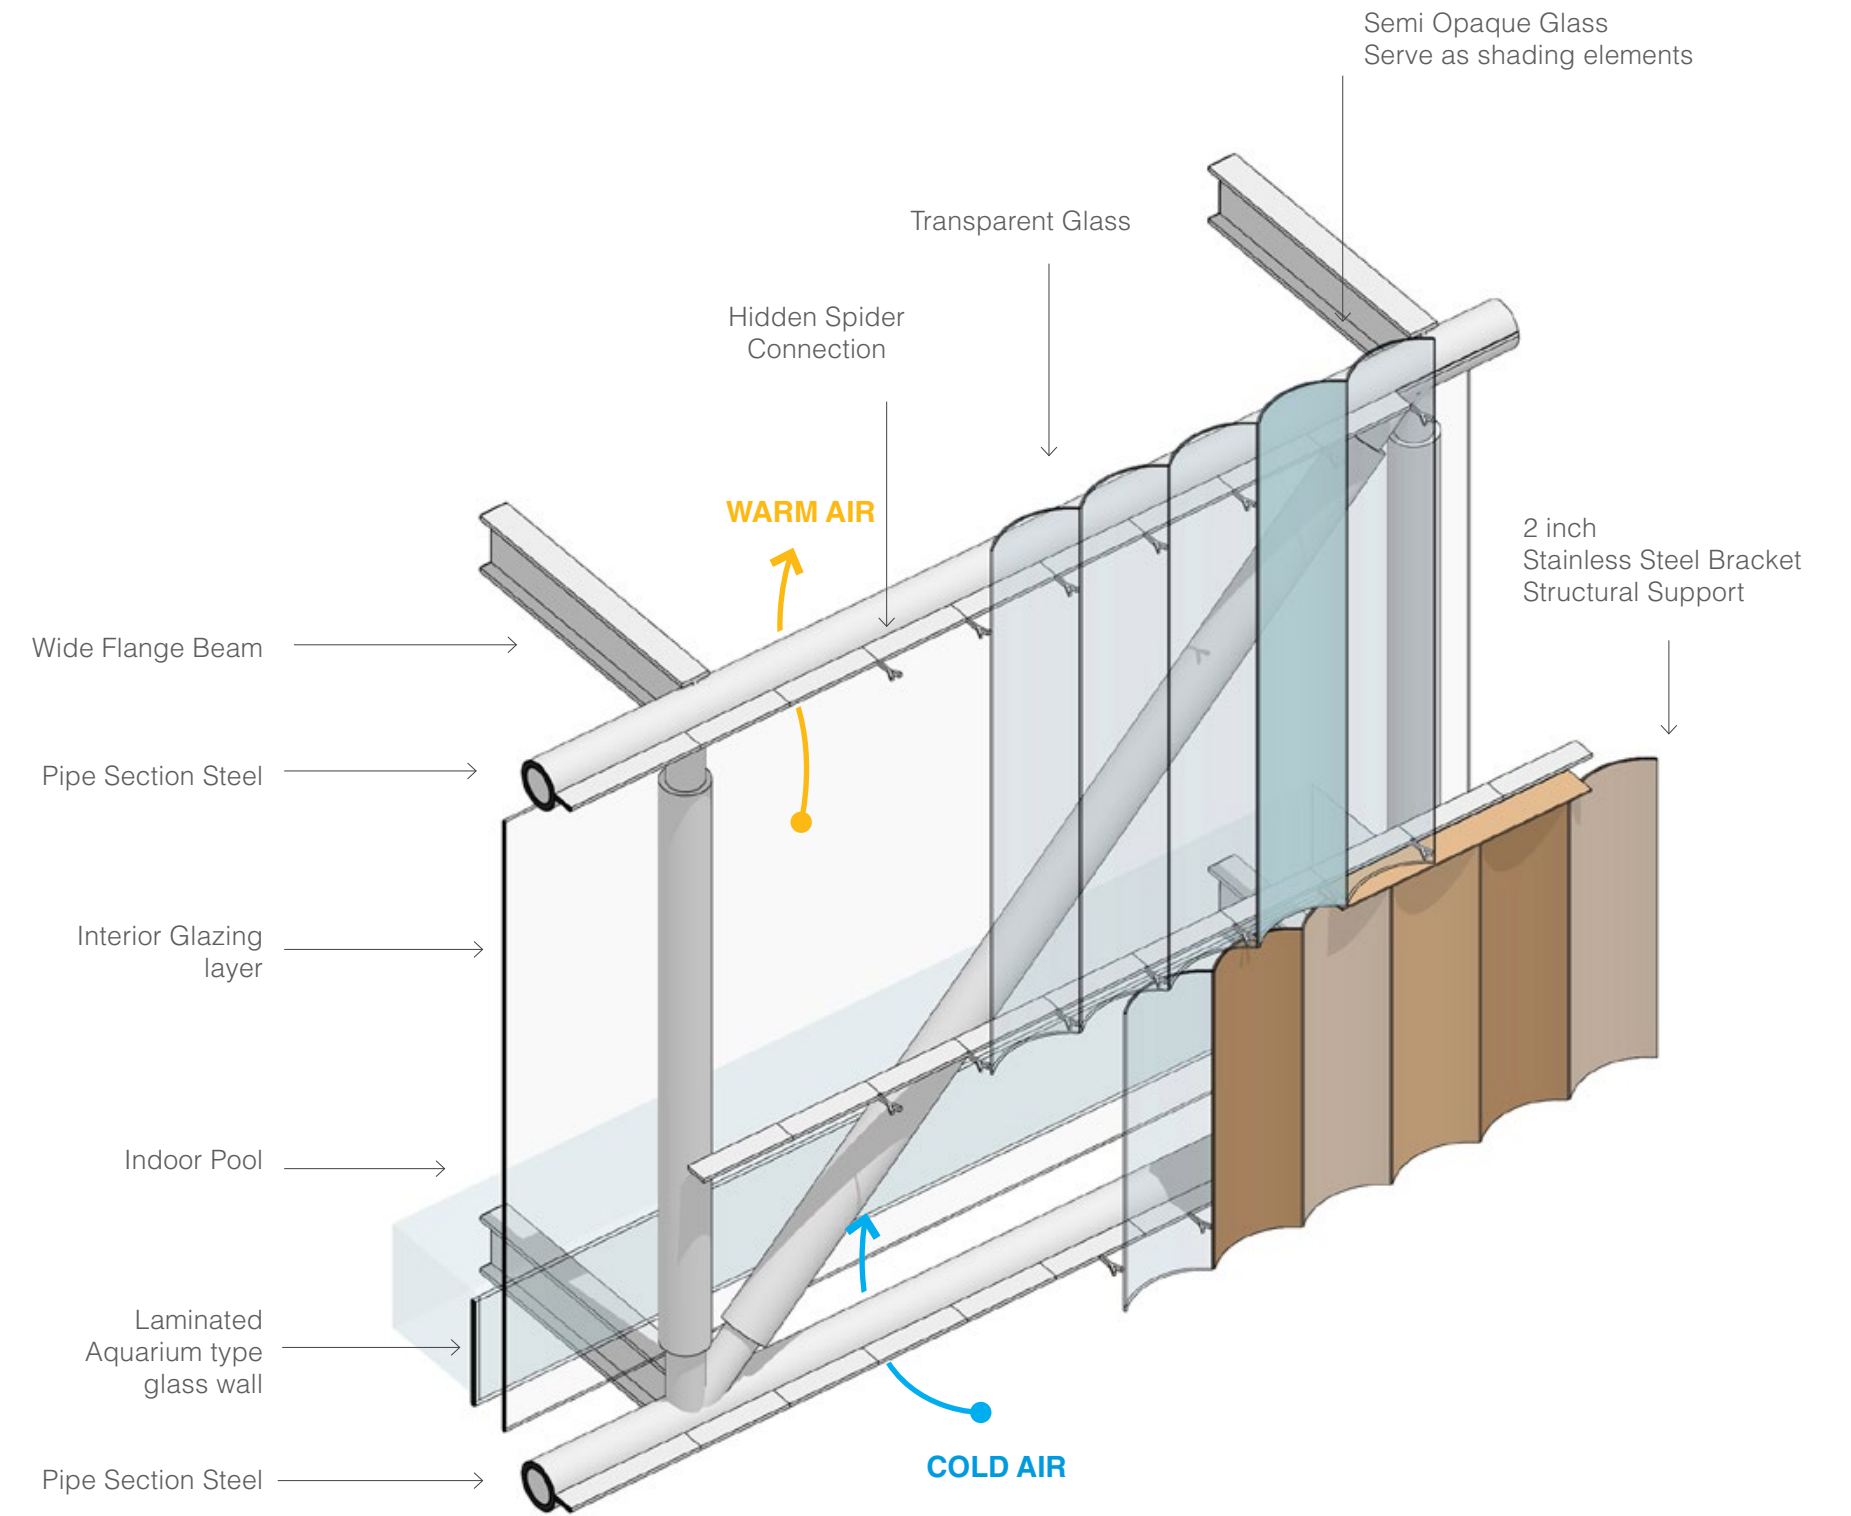 Semi Opaque Glass
Serve as shading elements
Transparent Glass
Hidden Spider
Connection
WARM AIR
2 inch
Stainless Steel Bracket
Structural Support
Wide Flange Beam
Pipe Section Steel
Interior Glazing
layer
Indoor Pool
Laminated
Aquarium type
glass wall
COLD AIR
Pipe Section Steel